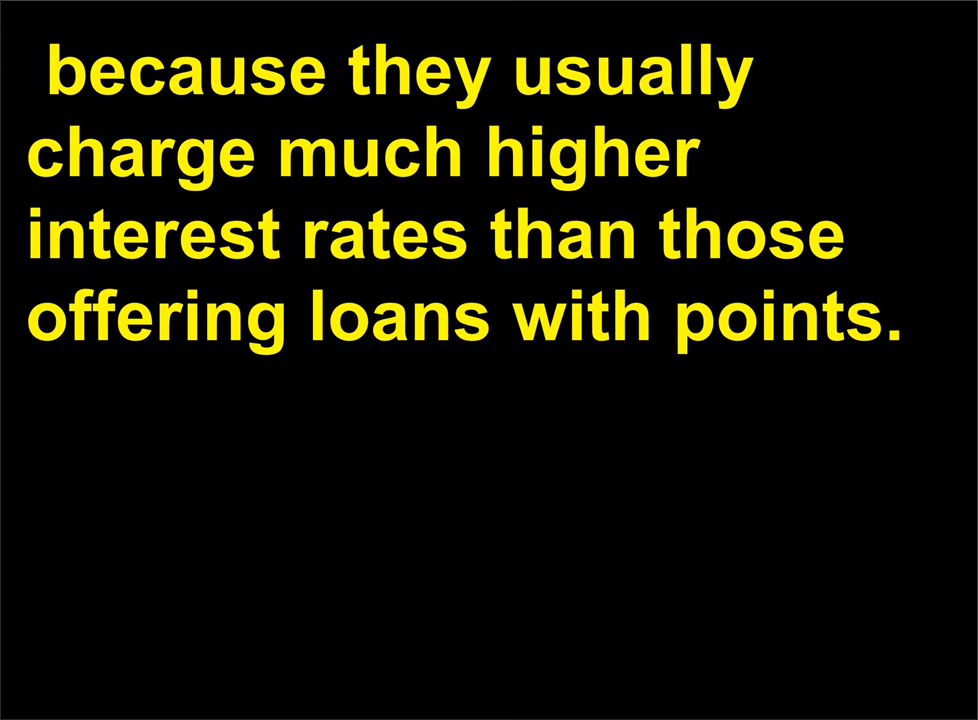 because they usually
charge much higher
interest rates than those
offering loans with points.